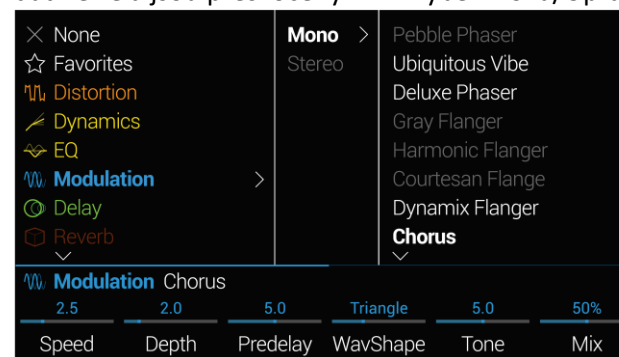 None
Favorites
Distortion
Dynamics
EQ
Modulation >
Delay
Reverb
Mono >
Stereo
Pebble Phaser
Ubiquitous Vibe
Deluxe Phaser
Gray Flanger
Harmonic Flanger
Courtesan Flange
Dynamix Flanger
Chorus
Modulation Chorus
2.5 2.0 5.0 Triangle 5.0 50%
Speed Depth Predelay WavShape Tone Mix